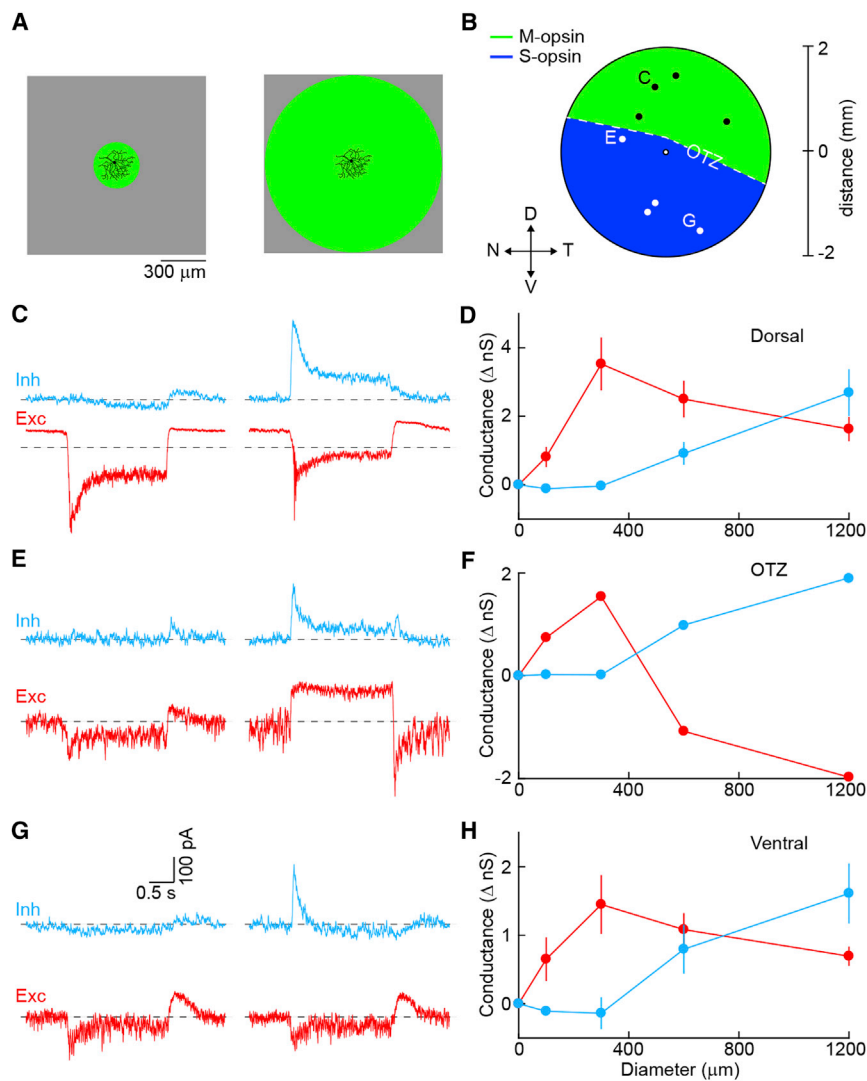 A
300 μm
B
M-opsin
S-opsin
C
E
OTZ
G
D
N
T
V
2
0
-2
distance (mm)
C
Inh
Exc
D
Dorsal
Conductance (Δ nS)
4
2
0
0
400
800
1200
E
Inh
Exc
F
OTZ
Conductance (Δ nS)
2
0
-2
0
400
800
1200
G
0.5 s
100 pA
Inh
Exc
H
Ventral
Conductance (Δ nS)
2
1
0
0
400
800
1200
Diameter (μm)